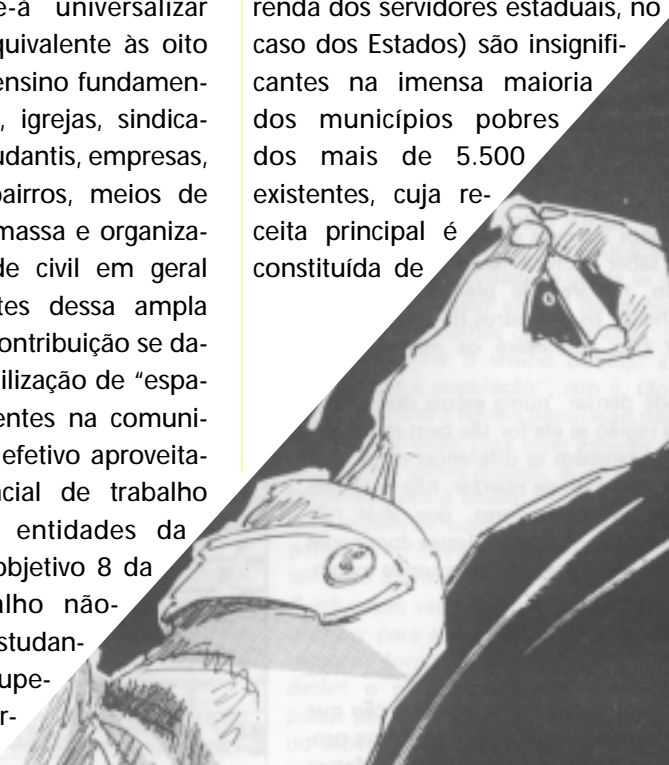 e-á universalizar
quivalente às oito
ensino fundamen-
, igrejas, sindica-
udantis, empresas,
bairros, meios de
massa e organiza-
de civil em geral
tes dessa ampla
contribuição se da-
ilização de “espa-
entes na comuni-
efetivo aproveita-
cial de trabalho
entidades da
objetivo 8 da
alho não-
studan-
upe-
r-
renda dos servidores estaduais, no
caso dos Estados) são insignifi-
cantes na imensa maioria
dos municípios pobres
dos mais de 5.500
existentes, cuja re-
ceita principal é
constituída de